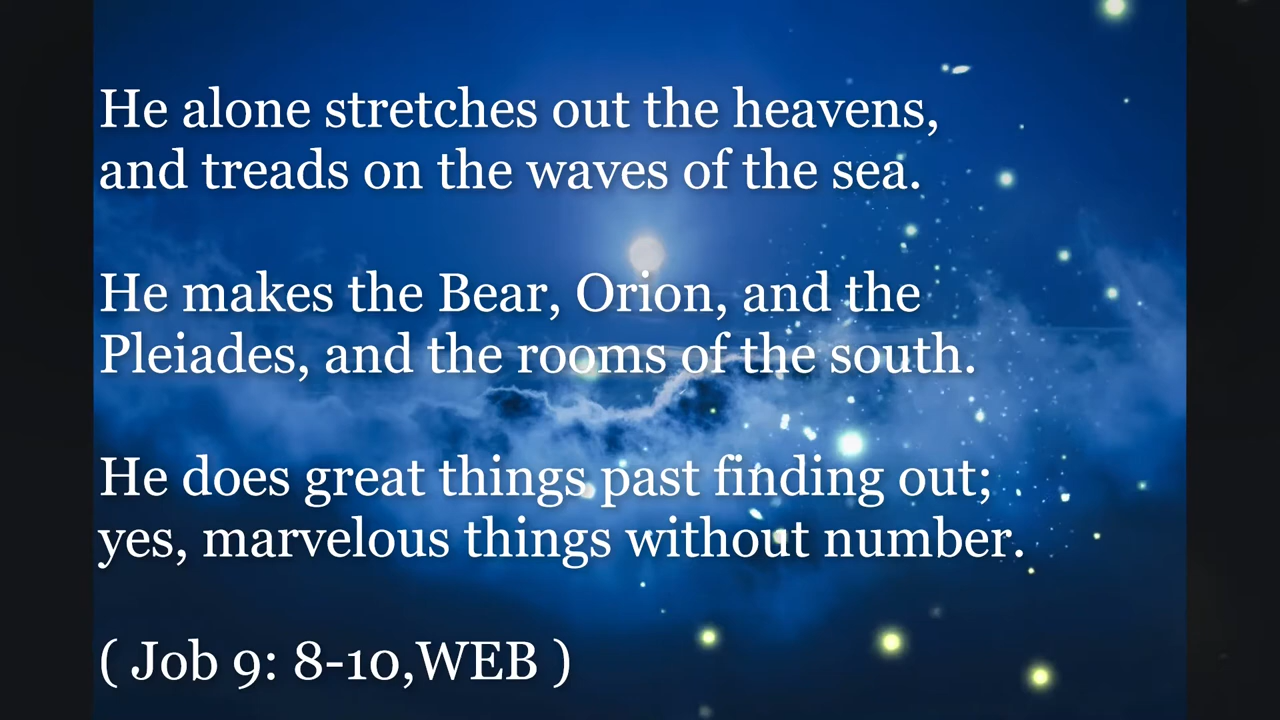 He alone stretches out the heavens,
and treads on the waves of the sea.
He makes the Bear, Orion, and the
Pleiades, and the rooms of the south.
He does great things past finding out;
yes, marvelous things without number.
( Job 9: 8-10,WEB )